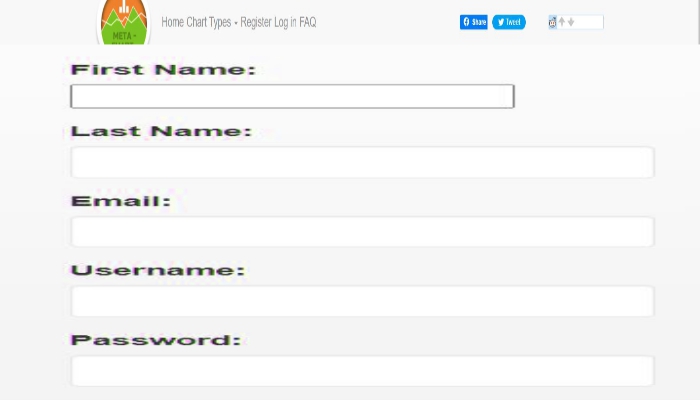 META -
Home Chart Types - Register Log in FAQ
Share
Tweet
First Name:
Last Name:
Email:
Username:
Password: